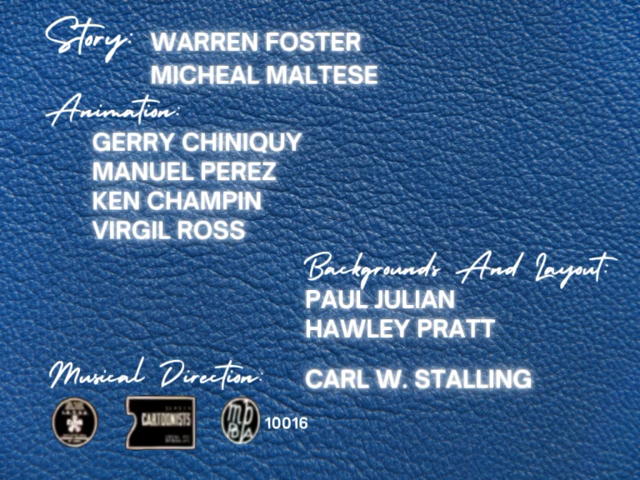 Story: WARREN FOSTER
MICHEAL MALTESE
Animation:
GERRY CHINIQUY
MANUEL PEREZ
KEN CHAMPIN
VIRGIL ROSS
Backgrounds And Layout:
PAUL JULIAN
HAWLEY PRATT
Musical Direction: CARL W. STALLING
CARTOONISTS
10016